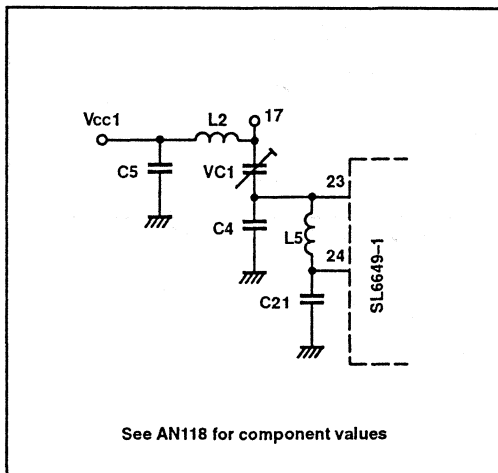 Vcc1
L2
17
C5
VC1
23
C4
L5
24
C21
SL6649-1
See AN118 for component values